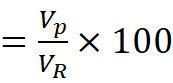 = V_p / V_R × 100